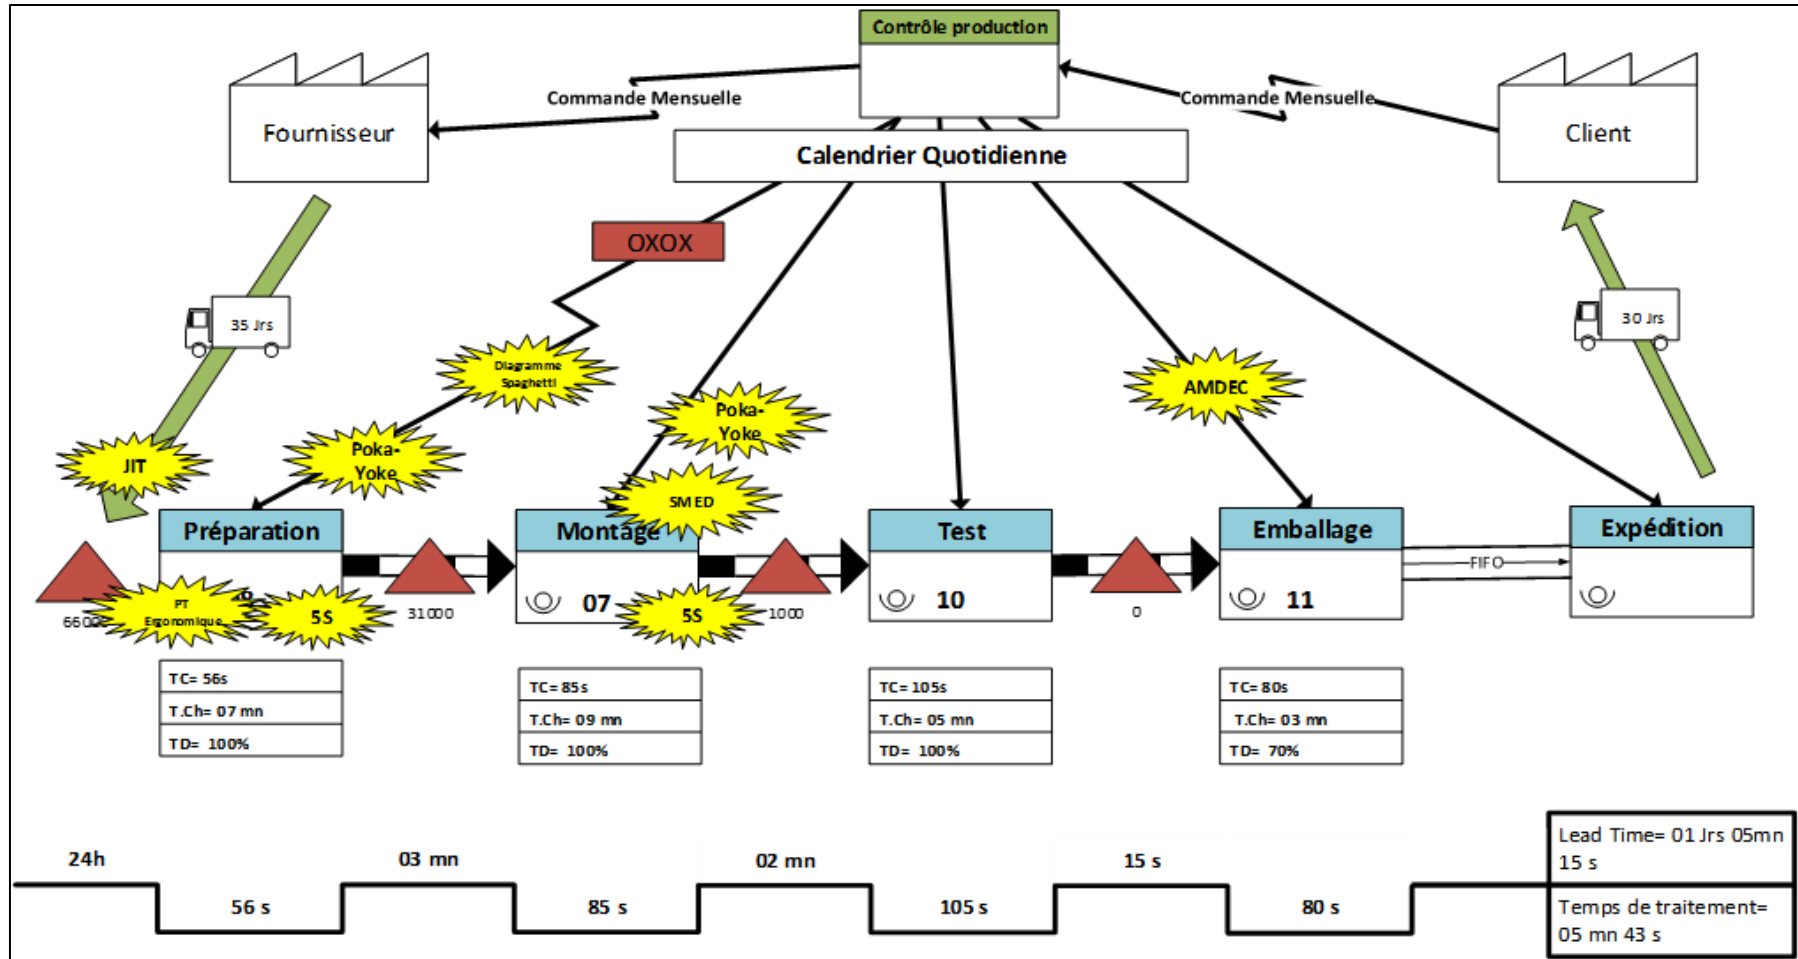 Contrôle production
Commande Mensuelle
Commande Mensuelle
Fournisseur
Client
Calendrier Quotidienne
OXOX
35 Jrs
30 Jrs
Diagramme
Spaghetti
AMDEC
Poka-
Yoke
Poka-
Yoke
JIT
SMED
Préparation
Montage
Test
Emballage
Expédition
FIFO
PT
Ergonomique
5S
31000
07
5S
1000
10
0
11
TC= 56s
T.Ch= 07 mn
TD= 100%
TC= 85s
T.Ch= 09 mn
TD= 100%
TC= 105s
T.Ch= 05 mn
TD= 100%
TC= 80s
T.Ch= 03 mn
TD= 70%
24h
03 mn
02 mn
15 s
56 s
85 s
105 s
80 s
Lead Time= 01 Jrs 05mn
15 s
Temps de traitement=
05 mn 43 s